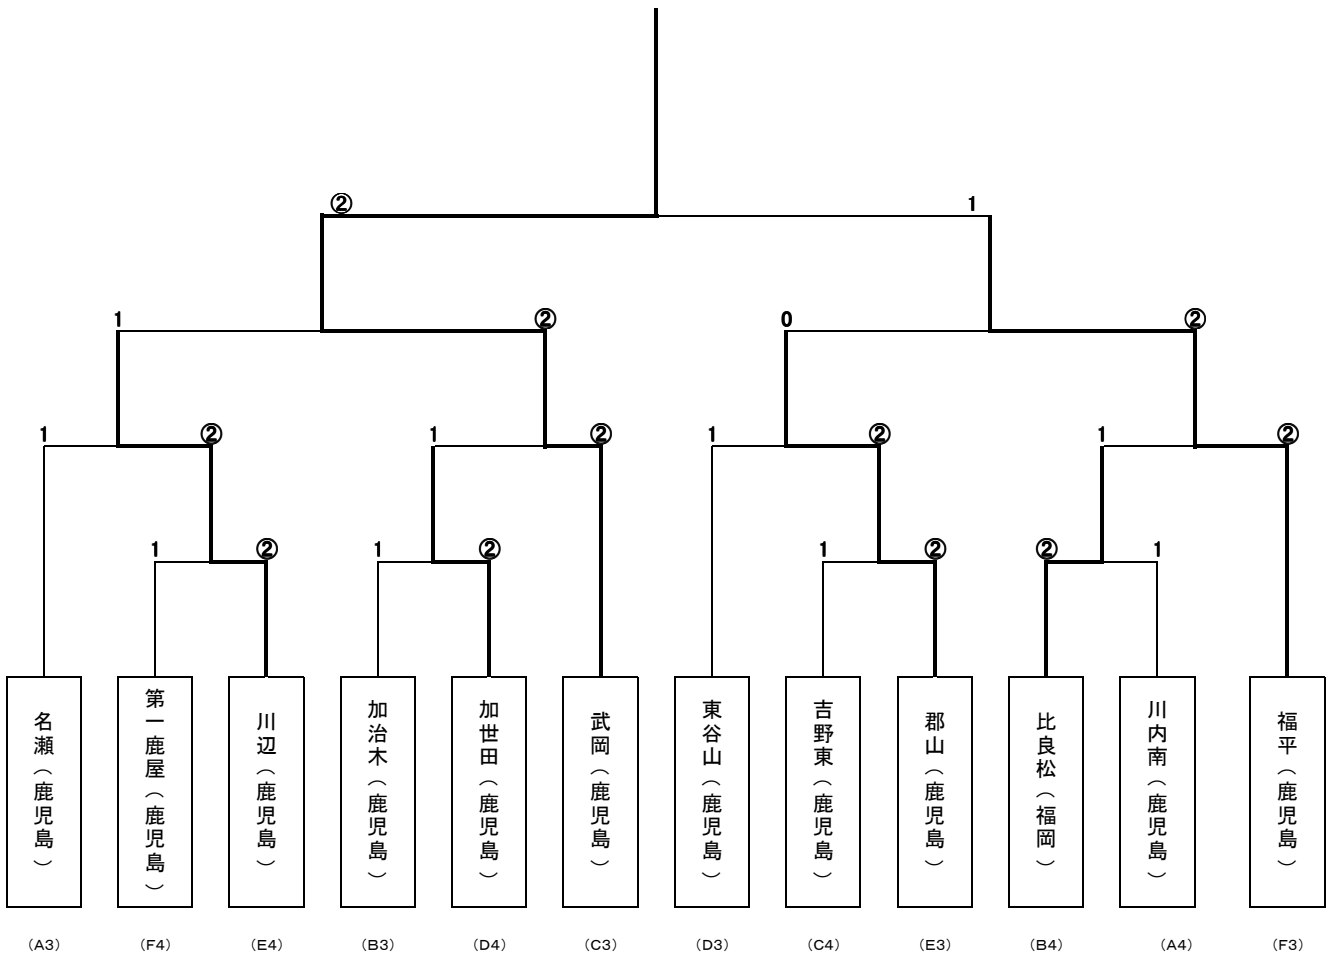 ② 1
1 ② 0 ②
1 ② 1 ② 1 ② 1 ②
1 ② 1 ② 1 ② ② 1
名瀬（鹿児島）
第一鹿屋（鹿児島）
川辺（鹿児島）
加治木（鹿児島）
加世田（鹿児島）
武岡（鹿児島）
東谷山（鹿児島）
吉野東（鹿児島）
郡山（鹿児島）
比良松（福岡）
川内南（鹿児島）
福平（鹿児島）
（A3） （F4） （E4） （B3） （D4） （C3） （D3） （C4） （E3） （B4） （A4） （F3）